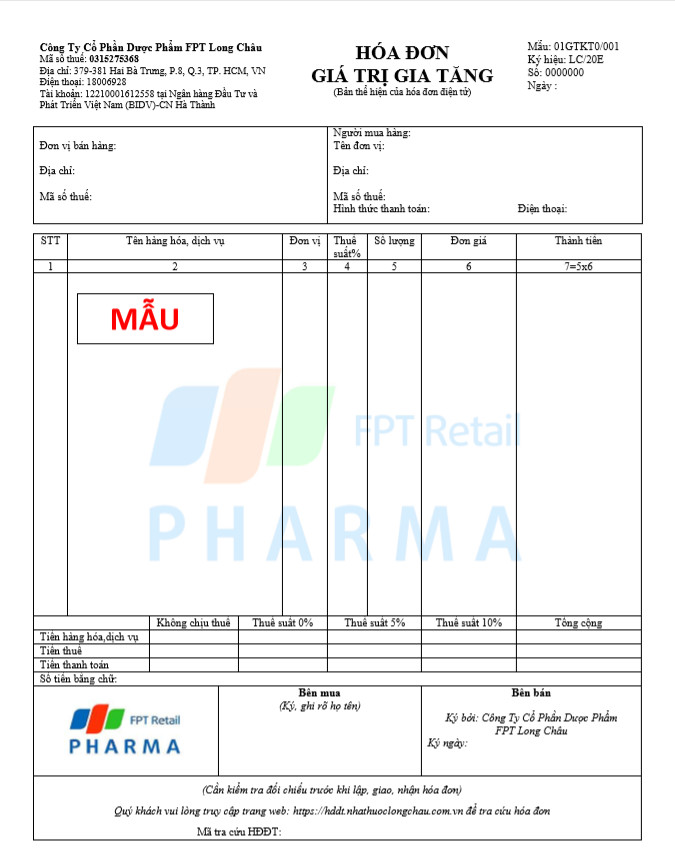 Công Ty Cổ Phần Dược Phẩm FPT Long Châu
Mã số thuế: 0315275368
Địa chỉ: 379-381 Hai Bà Trưng, P.8, Q.3, TP. HCM, VN
Điện thoại: 18006928
Tài khoản: 12210001612558 tại Ngân hàng Đầu Tư và
Phát Triển Việt Nam (BIDV)-CN Hà Thành
HÓA ĐƠN
GIÁ TRỊ GIA TĂNG
(Bản thể hiện của hóa đơn điện tử)
Mẫu: 01GTKT0/001
Ký hiệu: LC/20E
Số: 0000000
Ngày :
Đơn vị bán hàng:
Địa chỉ:
Mã số thuế:
Người mua hàng:
Tên đơn vị:
Địa chỉ:
Mã số thuế:
Hình thức thanh toán: Điện thoại:
STT Tên hàng hóa, dịch vụ Đơn vị Thuế suất% Số lượng Đơn giá Thành tiền
1 2 3 4 5 6 7=5x6
MẪU
FPT Retail
PHARMA
Không chịu thuế Thuế suất 0% Thuế suất 5% Thuế suất 10% Tổng cộng
Tiền hàng hóa,dịch vụ
Tiền thuế
Tiền thanh toán
Số tiền bằng chữ:
FPT Retail
PHARMA
Bên mua
(Ký, ghi rõ họ tên)
Bên bán
Ký bởi: Công Ty Cổ Phần Dược Phẩm
FPT Long Châu
Ký ngày:
(Cần kiểm tra đối chiếu trước khi lập, giao, nhận hóa đơn)
Quý khách vui lòng truy cập trang web: https://hddt.nhathuoclongchau.com.vn để tra cứu hóa đơn
Mã tra cứu HĐĐT: